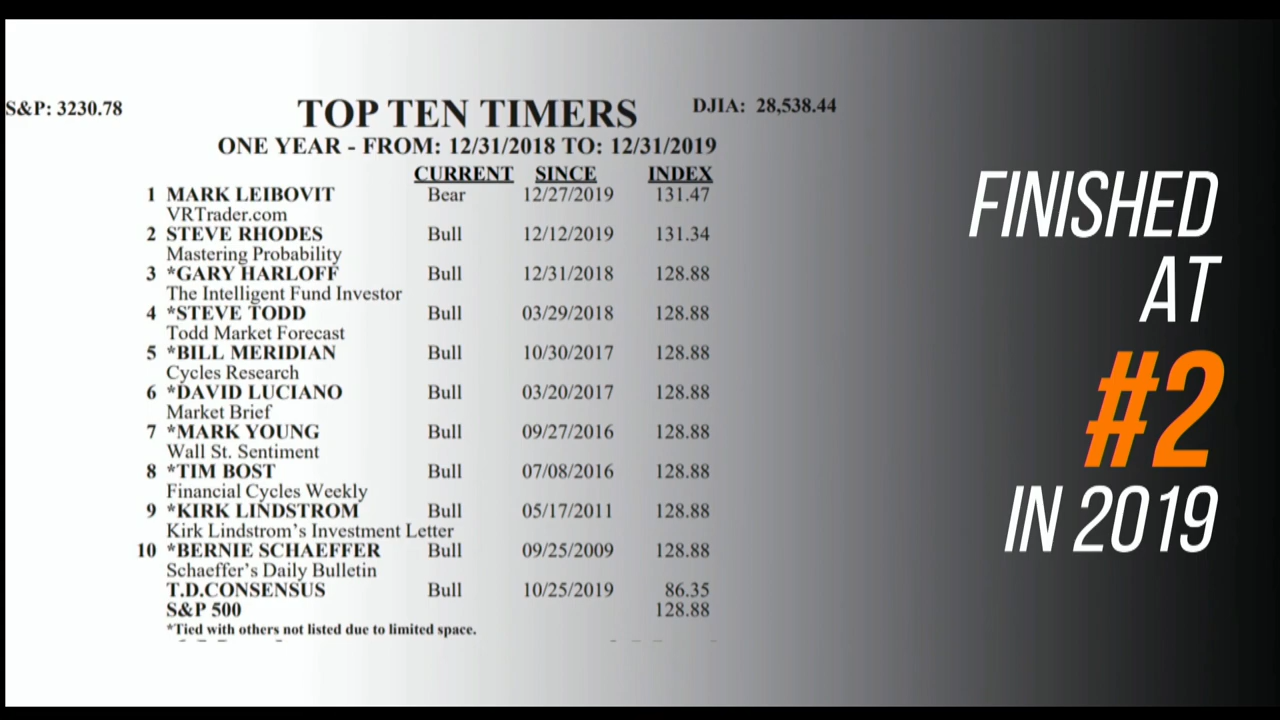 S&P: 3230.78
TOP TEN TIMERS
DJIA: 28,538.44
ONE YEAR - FROM: 12/31/2018 TO: 12/31/2019
CURRENT SINCE INDEX
1 MARK LEIBOVIT Bear 12/27/2019 131.47
VRTrader.com
2 STEVE RHODES Bull 12/12/2019 131.34
Mastering Probability
3 *GARY HARLOFF Bull 12/31/2018 128.88
The Intelligent Fund Investor
4 *STEVE TODD Bull 03/29/2018 128.88
Todd Market Forecast
5 *BILL MERIDIAN Bull 10/30/2017 128.88
Cycles Research
6 *DAVID LUCIANO Bull 03/20/2017 128.88
Market Brief
7 *MARK YOUNG Bull 09/27/2016 128.88
Wall St. Sentiment
8 *TIM BOST Bull 07/08/2016 128.88
Financial Cycles Weekly
9 *KIRK LINDSTROM Bull 05/17/2011 128.88
Kirk Lindstrom's Investment Letter
10 *BERNIE SCHAEFFER Bull 09/25/2009 128.88
Schaeffer's Daily Bulletin
T.D.CONSENSUS Bull 10/25/2019 86.35
S&P 500 128.88
*Tied with others not listed due to limited space.
FINISHED
AT
#2
IN 2019